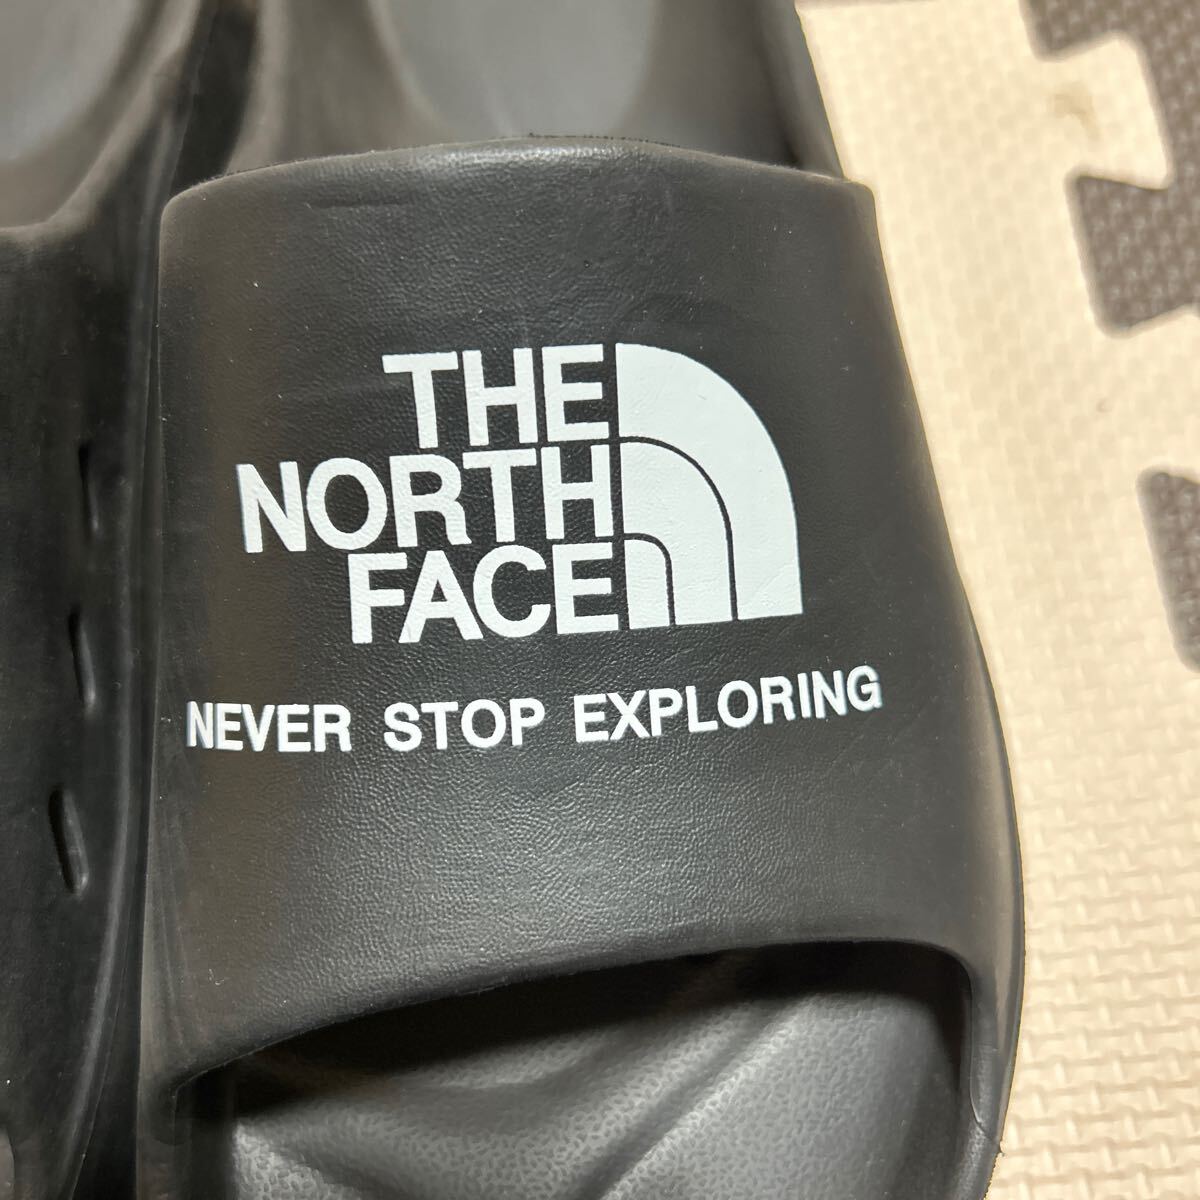 THE
NORTH
FACE
NEVER STOP EXPLORING